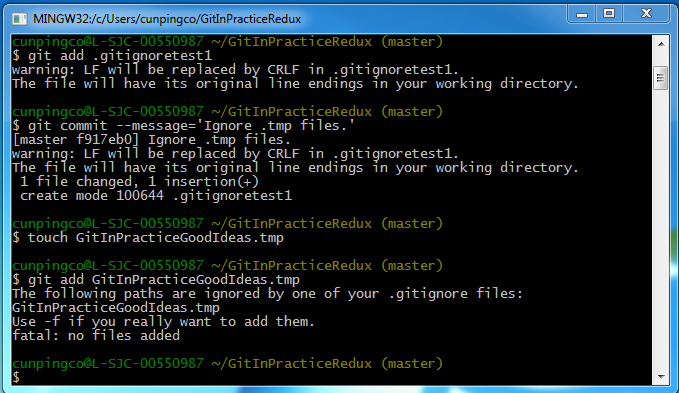 MINGW32:/c/Users/cunpingco/GitInPracticeRedux
cunpingco@L-SJC-00550987 ~/GitInPracticeRedux (master)
$ git add .gitignoretest1
warning: LF will be replaced by CRLF in .gitignoretest1.
The file will have its original line endings in your working directory.
cunpingco@L-SJC-00550987 ~/GitInPracticeRedux (master)
$ git commit --message='Ignore .tmp files.'
[master f917eb0] Ignore .tmp files.
warning: LF will be replaced by CRLF in .gitignoretest1.
The file will have its original line endings in your working directory.
 1 file changed, 1 insertion(+)
 create mode 100644 .gitignoretest1
cunpingco@L-SJC-00550987 ~/GitInPracticeRedux (master)
$ touch GitInPracticeGoodIdeas.tmp
cunpingco@L-SJC-00550987 ~/GitInPracticeRedux (master)
$ git add GitInPracticeGoodIdeas.tmp
The following paths are ignored by one of your .gitignore files:
GitInPracticeGoodIdeas.tmp
Use -f if you really want to add them.
fatal: no files added
cunpingco@L-SJC-00550987 ~/GitInPracticeRedux (master)
$